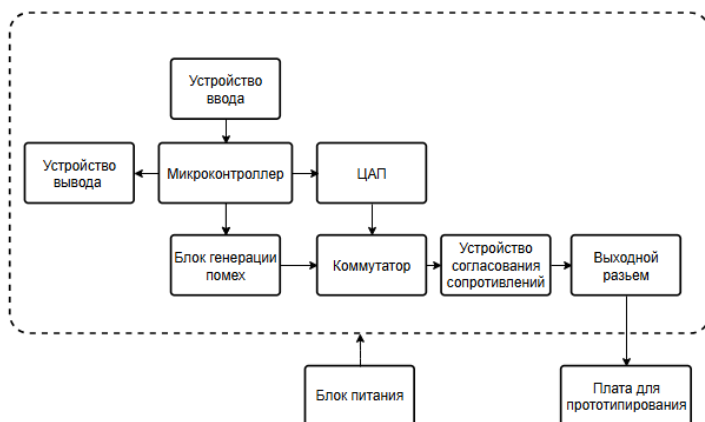 Устройство
ввода
Устройство
вывода
Микроконтроллер
ЦАП
Блок генерации
помех
Коммутатор
Устройство
согласования
сопротивлений
Выходной
разьем
Блок питания
Плата для
прототипирования